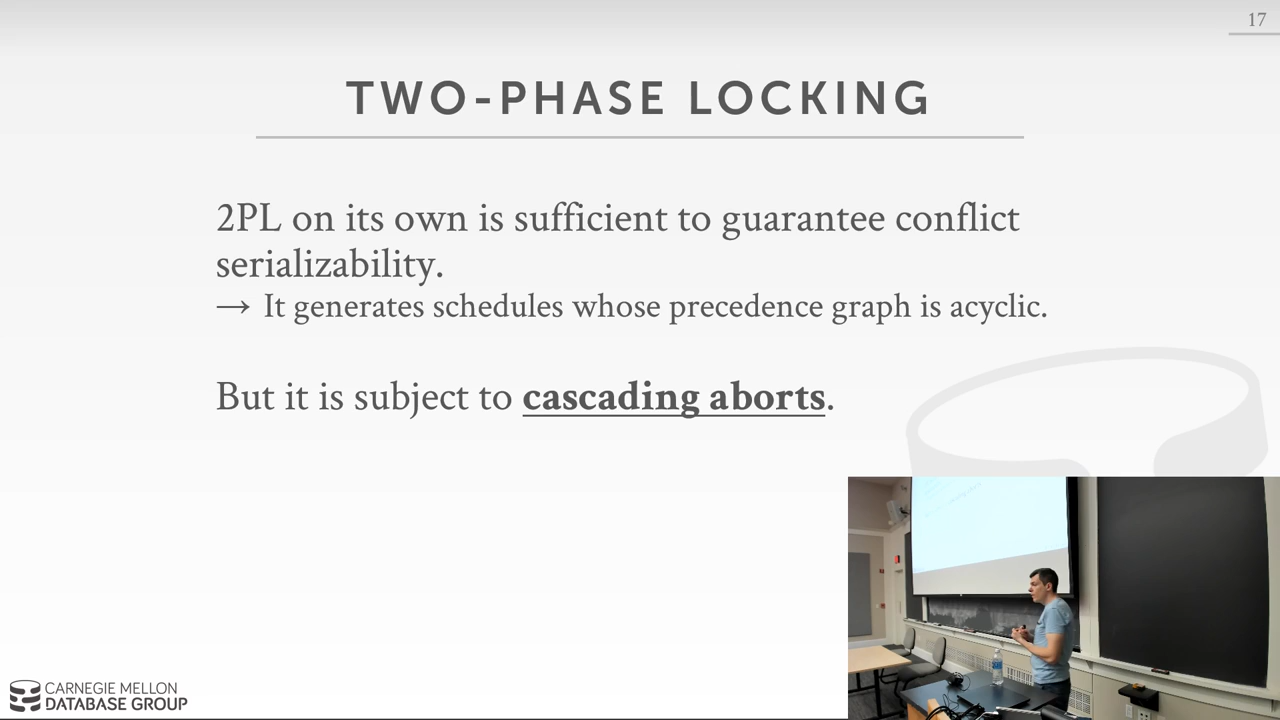 17
TWO-PHASE LOCKING
2PL on its own is sufficient to guarantee conflict
serializability.
→ It generates schedules whose precedence graph is acyclic.
But it is subject to cascading aborts.
CARNEGIE MELLON
DATABASE GROUP